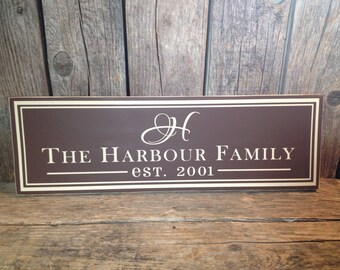 H
The Harbour Family
est. 2001